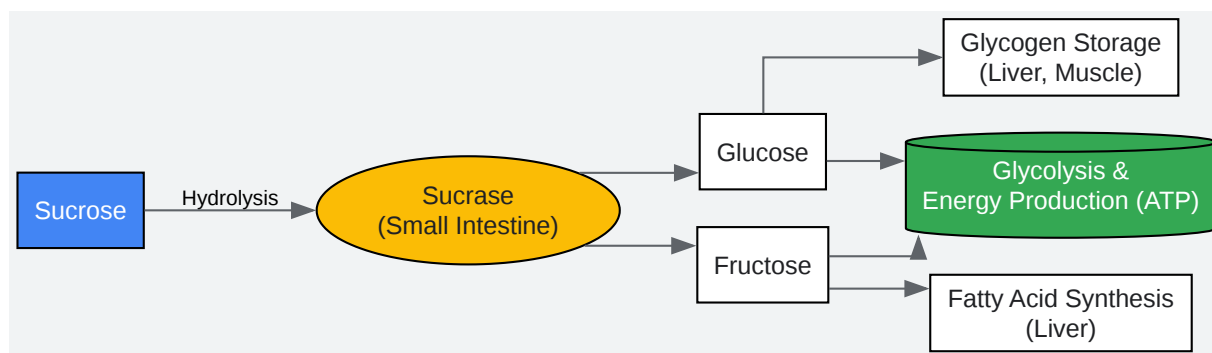 Sucrose
Hydrolysis
Sucrase
(Small Intestine)
Glucose
Fructose
Glycogen Storage
(Liver, Muscle)
Glycolysis &
Energy Production (ATP)
Fatty Acid Synthesis
(Liver)